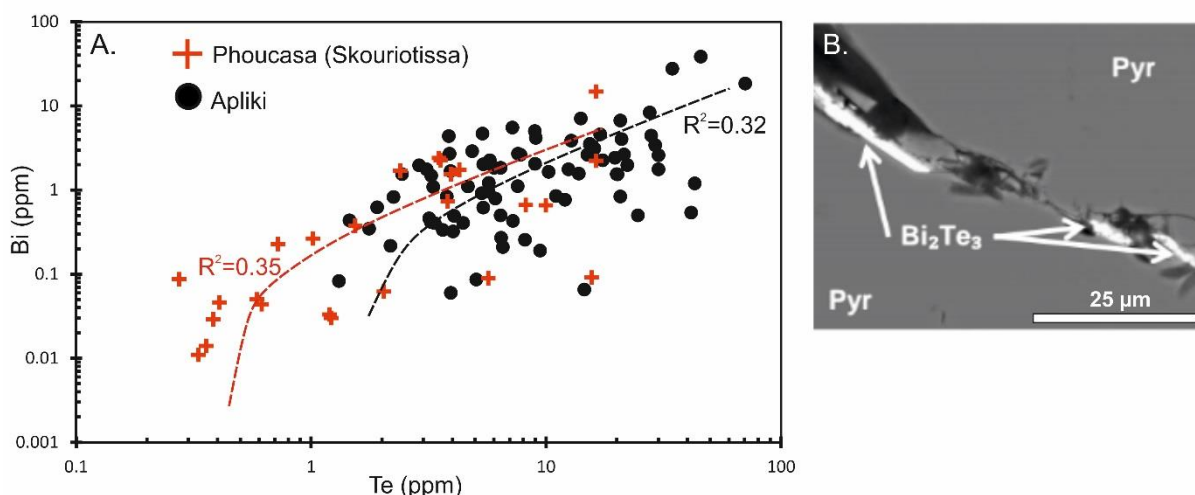 A.
Phoucasa (Skouriotissa)
Apliki
R²=0.32
R²=0.35
Bi (ppm)
100
10
1
0.1
0.01
0.001
0.1
1
10
100
Te (ppm)
B.
Pyr
Bi₂Te₃
Pyr
25 µm